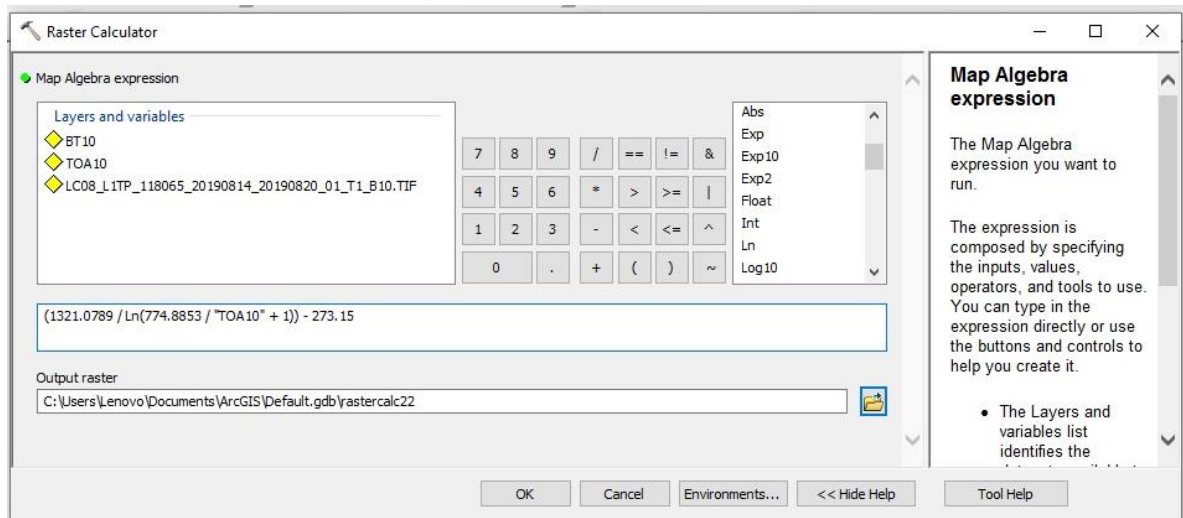 Raster Calculator
Map Algebra expression
Layers and variables
BT10
TOA10
LC08_L1TP_118065_20190814_20190820_01_T1_B10.TIF
7 8 9 / == != &
4 5 6 * > >= |
1 2 3 - < <= ^
0 . + ( ) ~
Abs
Exp
Exp10
Exp2
Float
Int
Ln
Log10
(1321.0789 / Ln(774.8853 / "TOA10" + 1)) - 273.15
Output raster
C:\Users\Lenovo\Documents\ArcGIS\Default.gdb\rastercalc22
OK Cancel Environments... << Hide Help Tool Help
Map Algebra
expression
The Map Algebra
expression you want to
run.
The expression is
composed by specifying
the inputs, values,
operators, and tools to use.
You can type in the
expression directly or use
the buttons and controls to
help you create it.
• The Layers and
variables list
identifies the